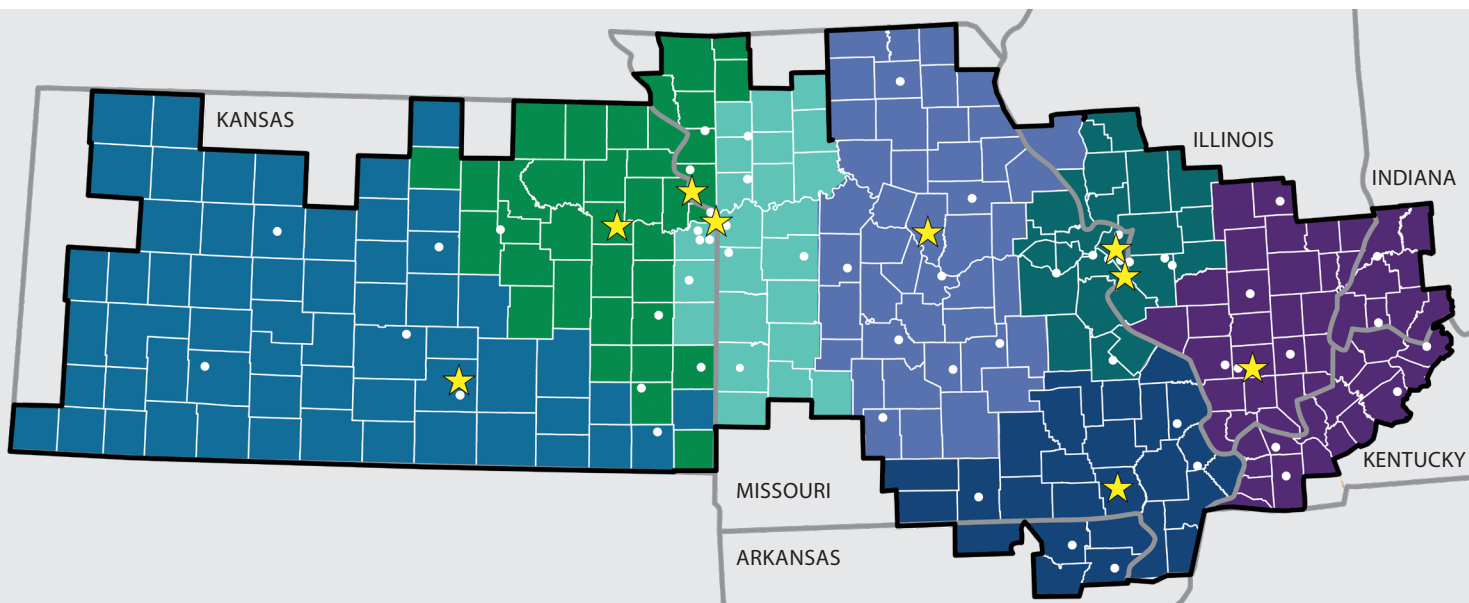 KANSAS
ILLINOIS
INDIANA
KENTUCKY
MISSOURI
ARKANSAS